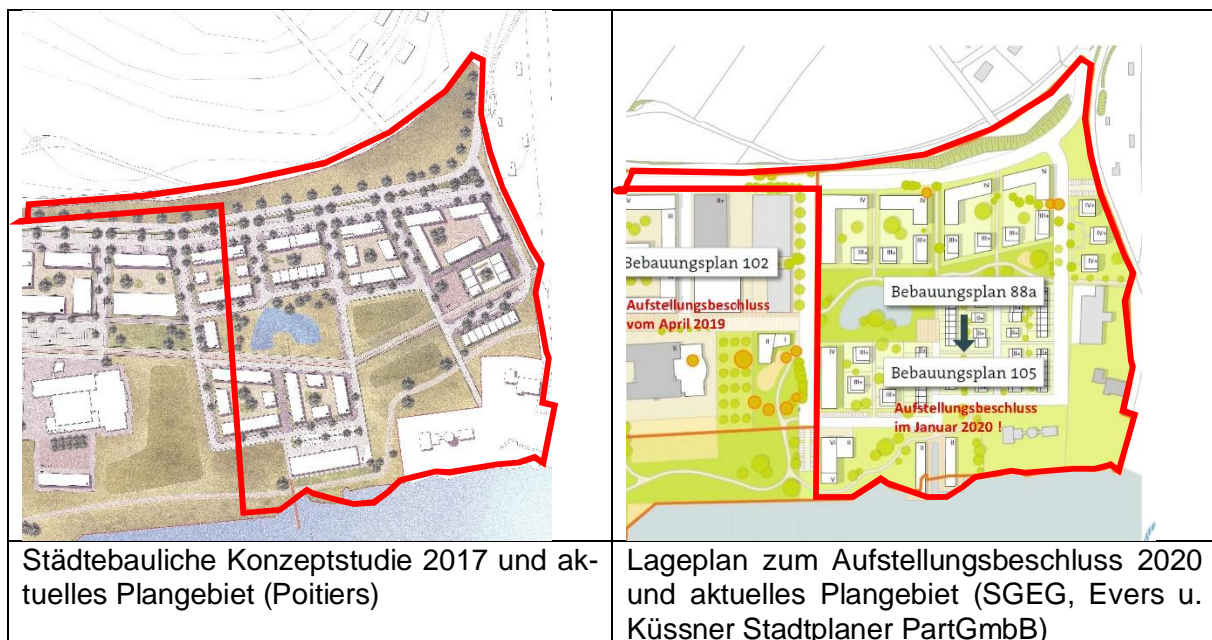 Bebauungsplan 102
Aufstellungsbeschluss
vom April 2019
Bebauungsplan 88a
Bebauungsplan 105
Aufstellungsbeschluss
im Januar 2020 !
Städtebauliche Konzeptstudie 2017 und ak-
tuelles Plangebiet (Poitiers)
Lageplan zum Aufstellungsbeschluss 2020
und aktuelles Plangebiet (SGEG, Evers u.
Küssner Stadtplaner PartGmbB)